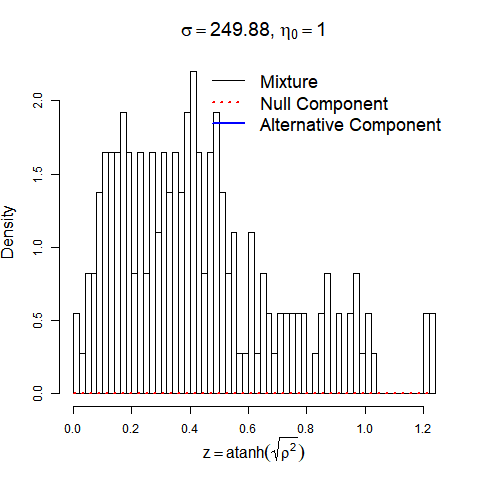 σ = 249.88, η₀ = 1
Mixture
Null Component
Alternative Component
Density
2.0
1.5
1.0
0.5
0.0
0.0 0.2 0.4 0.6 0.8 1.0 1.2
z = atanh(√ρ²)